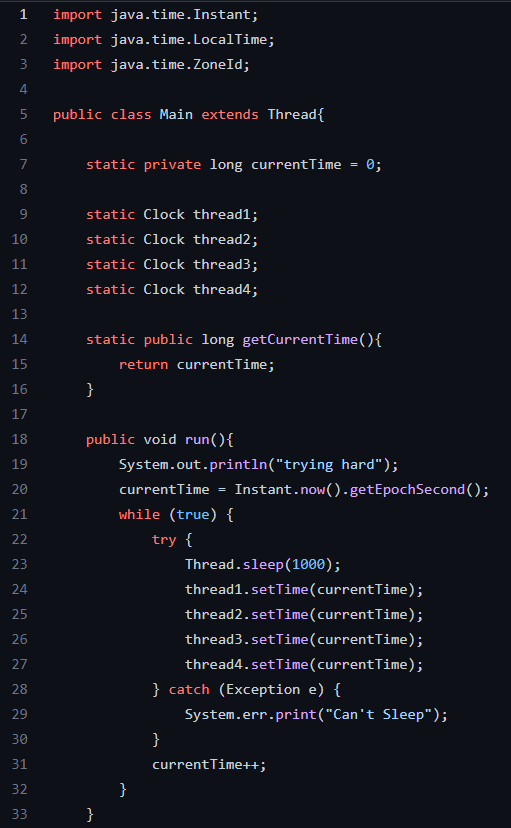 1 import java.time.Instant;
2 import java.time.LocalTime;
3 import java.time.ZoneId;
4
5 public class Main extends Thread{
6
7     static private long currentTime = 0;
8
9     static Clock thread1;
10     static Clock thread2;
11     static Clock thread3;
12     static Clock thread4;
13
14     static public long getCurrentTime(){
15         return currentTime;
16     }
17
18     public void run(){
19         System.out.println("trying hard");
20         currentTime = Instant.now().getEpochSecond();
21         while (true) {
22             try {
23                 Thread.sleep(1000);
24                 thread1.setTime(currentTime);
25                 thread2.setTime(currentTime);
26                 thread3.setTime(currentTime);
27                 thread4.setTime(currentTime);
28             } catch (Exception e) {
29                 System.err.print("Can't Sleep");
30             }
31             currentTime++;
32         }
33     }